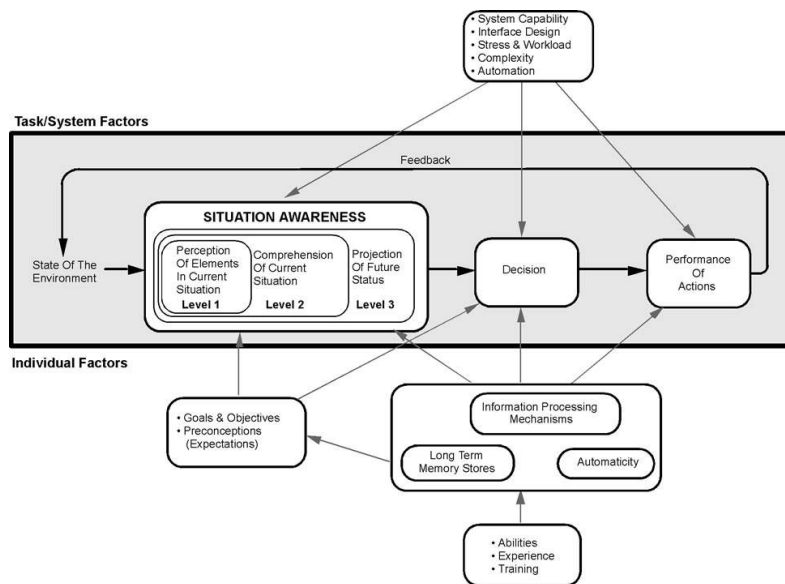 • System Capability
• Interface Design
• Stress & Workload
• Complexity
• Automation
Task/System Factors
Feedback
SITUATION AWARENESS
Perception
Of Elements
In Current
Situation
Level 1
Comprehension
Of Current
Situation
Level 2
Projection
Of Future
Status
Level 3
State Of The
Environment
Decision
Performance
Of
Actions
Individual Factors
• Goals & Objectives
• Preconceptions
(Expectations)
Information Processing
Mechanisms
Long Term
Memory Stores
Automaticity
• Abilities
• Experience
• Training